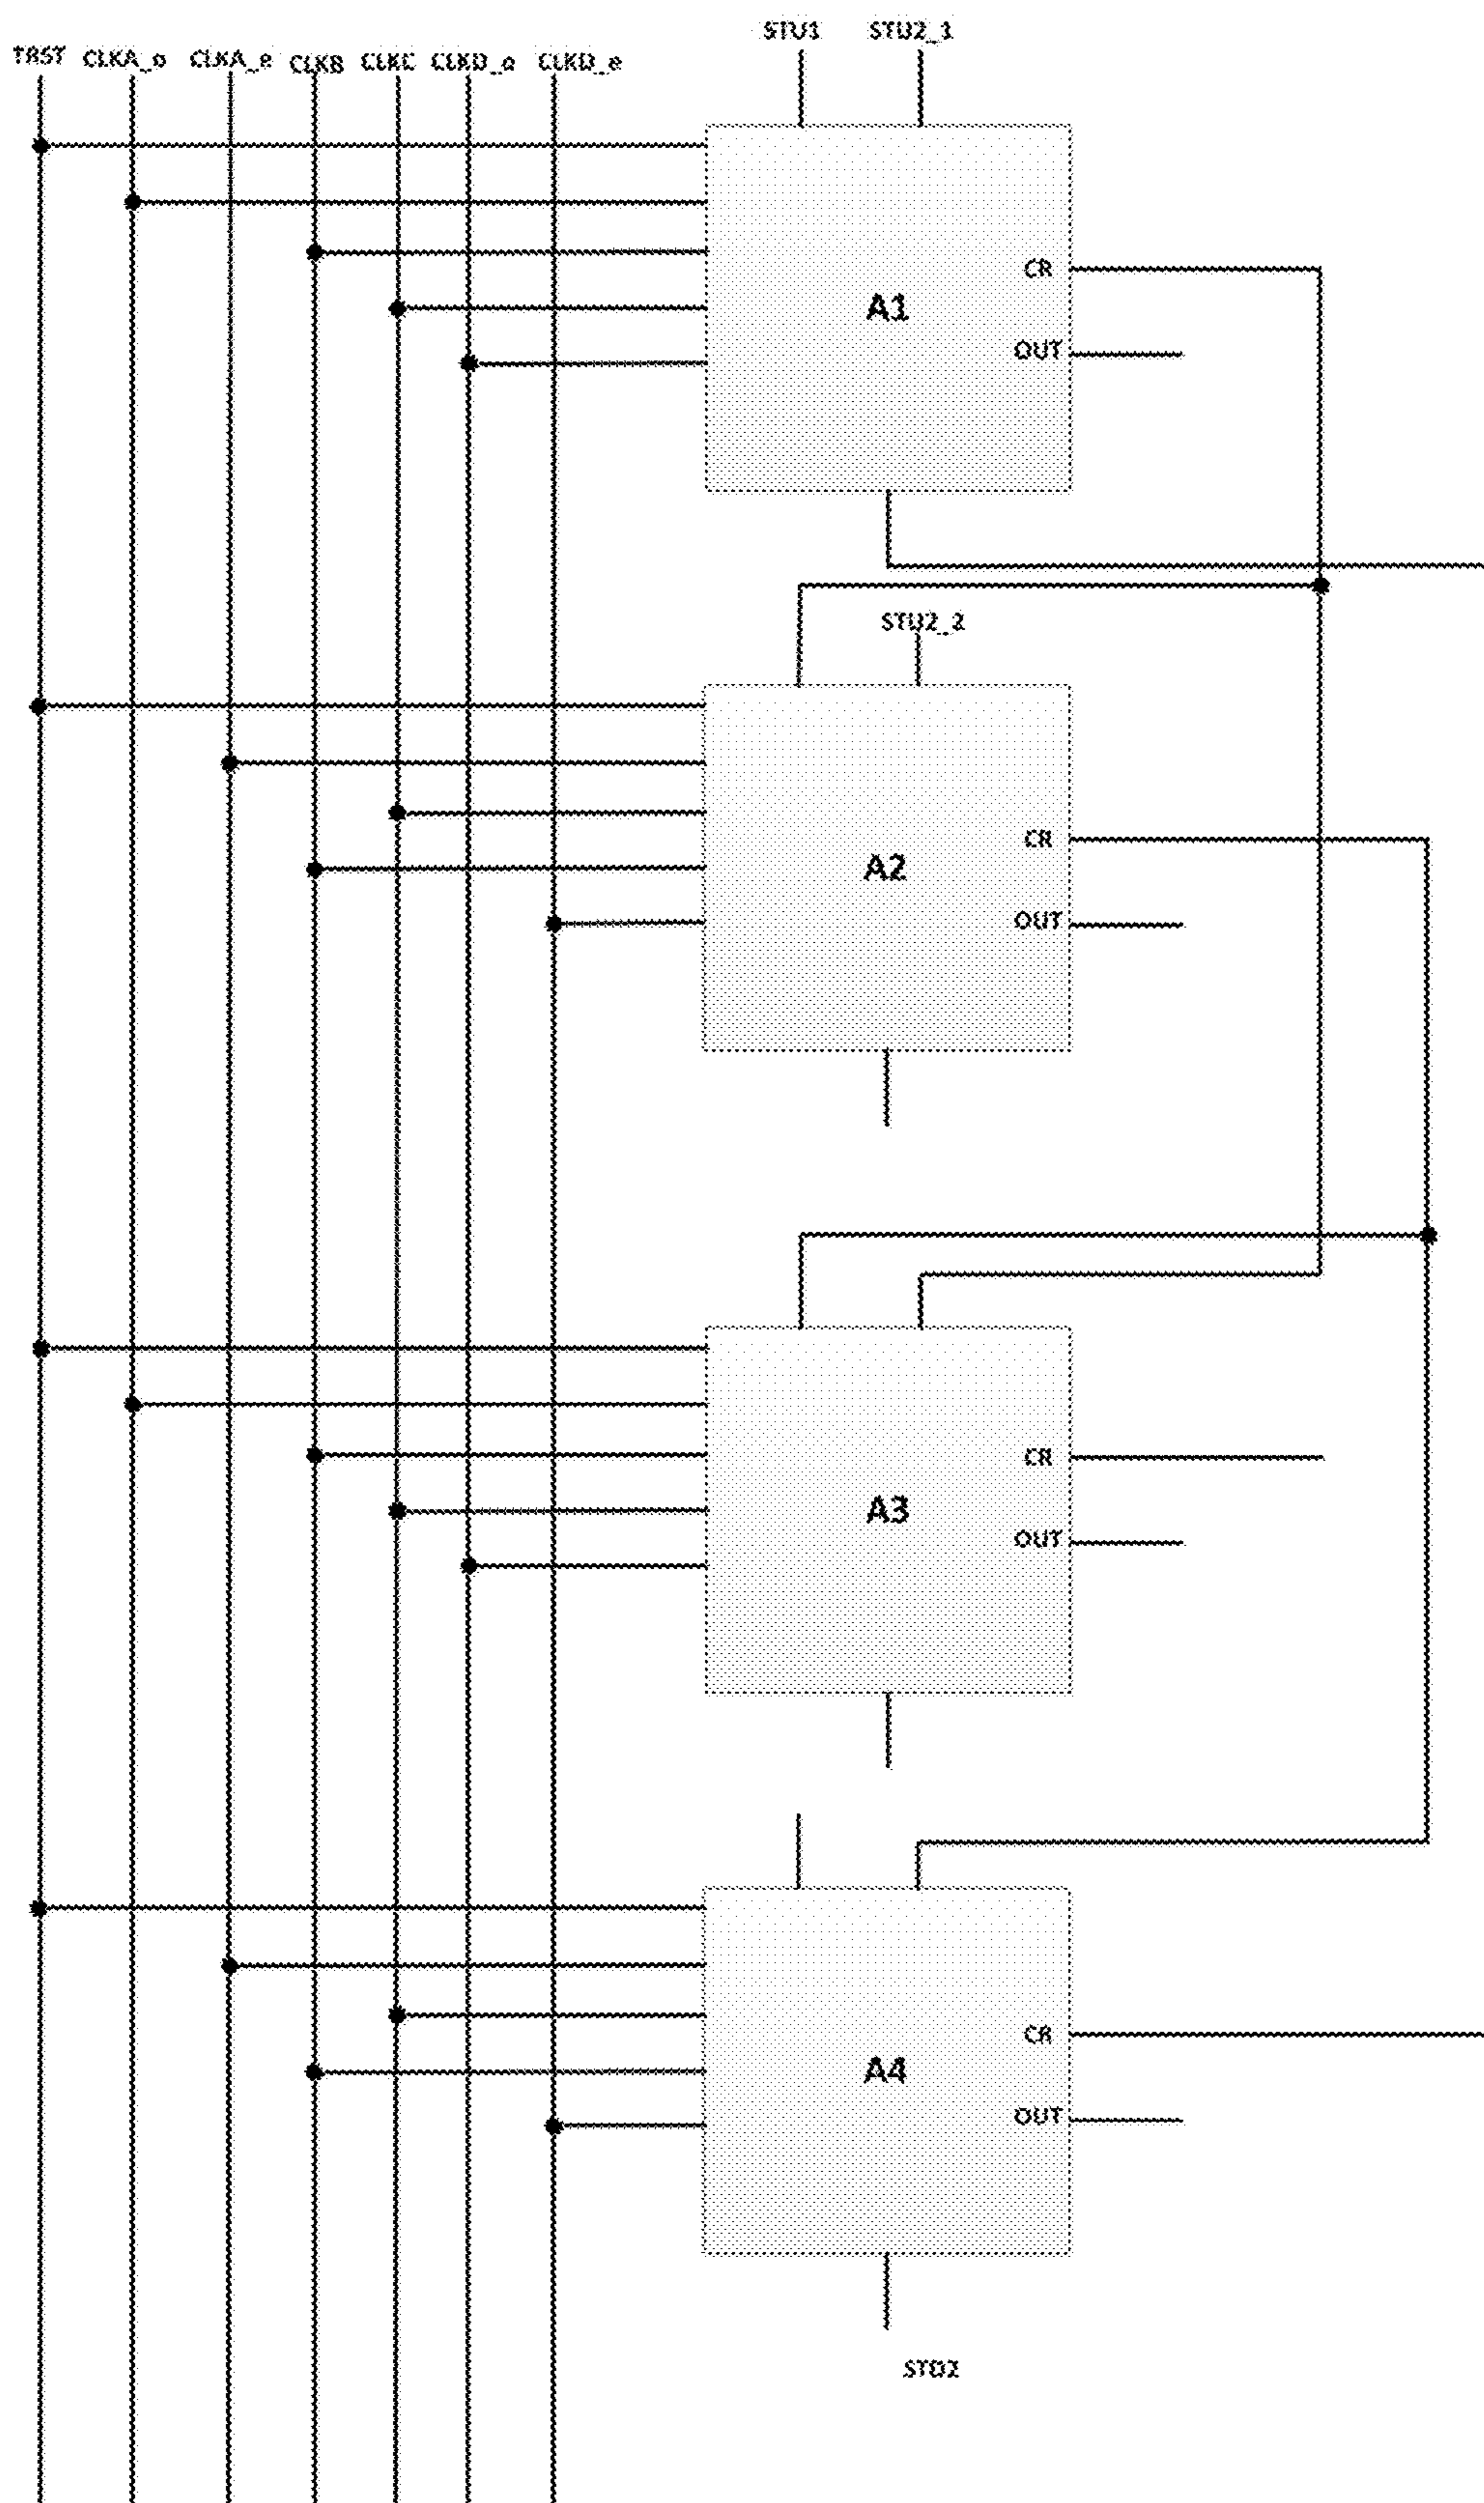 STU1 STU2_1
TRST CLKA_o CLKA_e CLKB CLKC CLKD_o CLKD_e
CR
A1
OUT
STU2_2
CR
A2
OUT
CR
A3
OUT
CR
A4
OUT
STD2